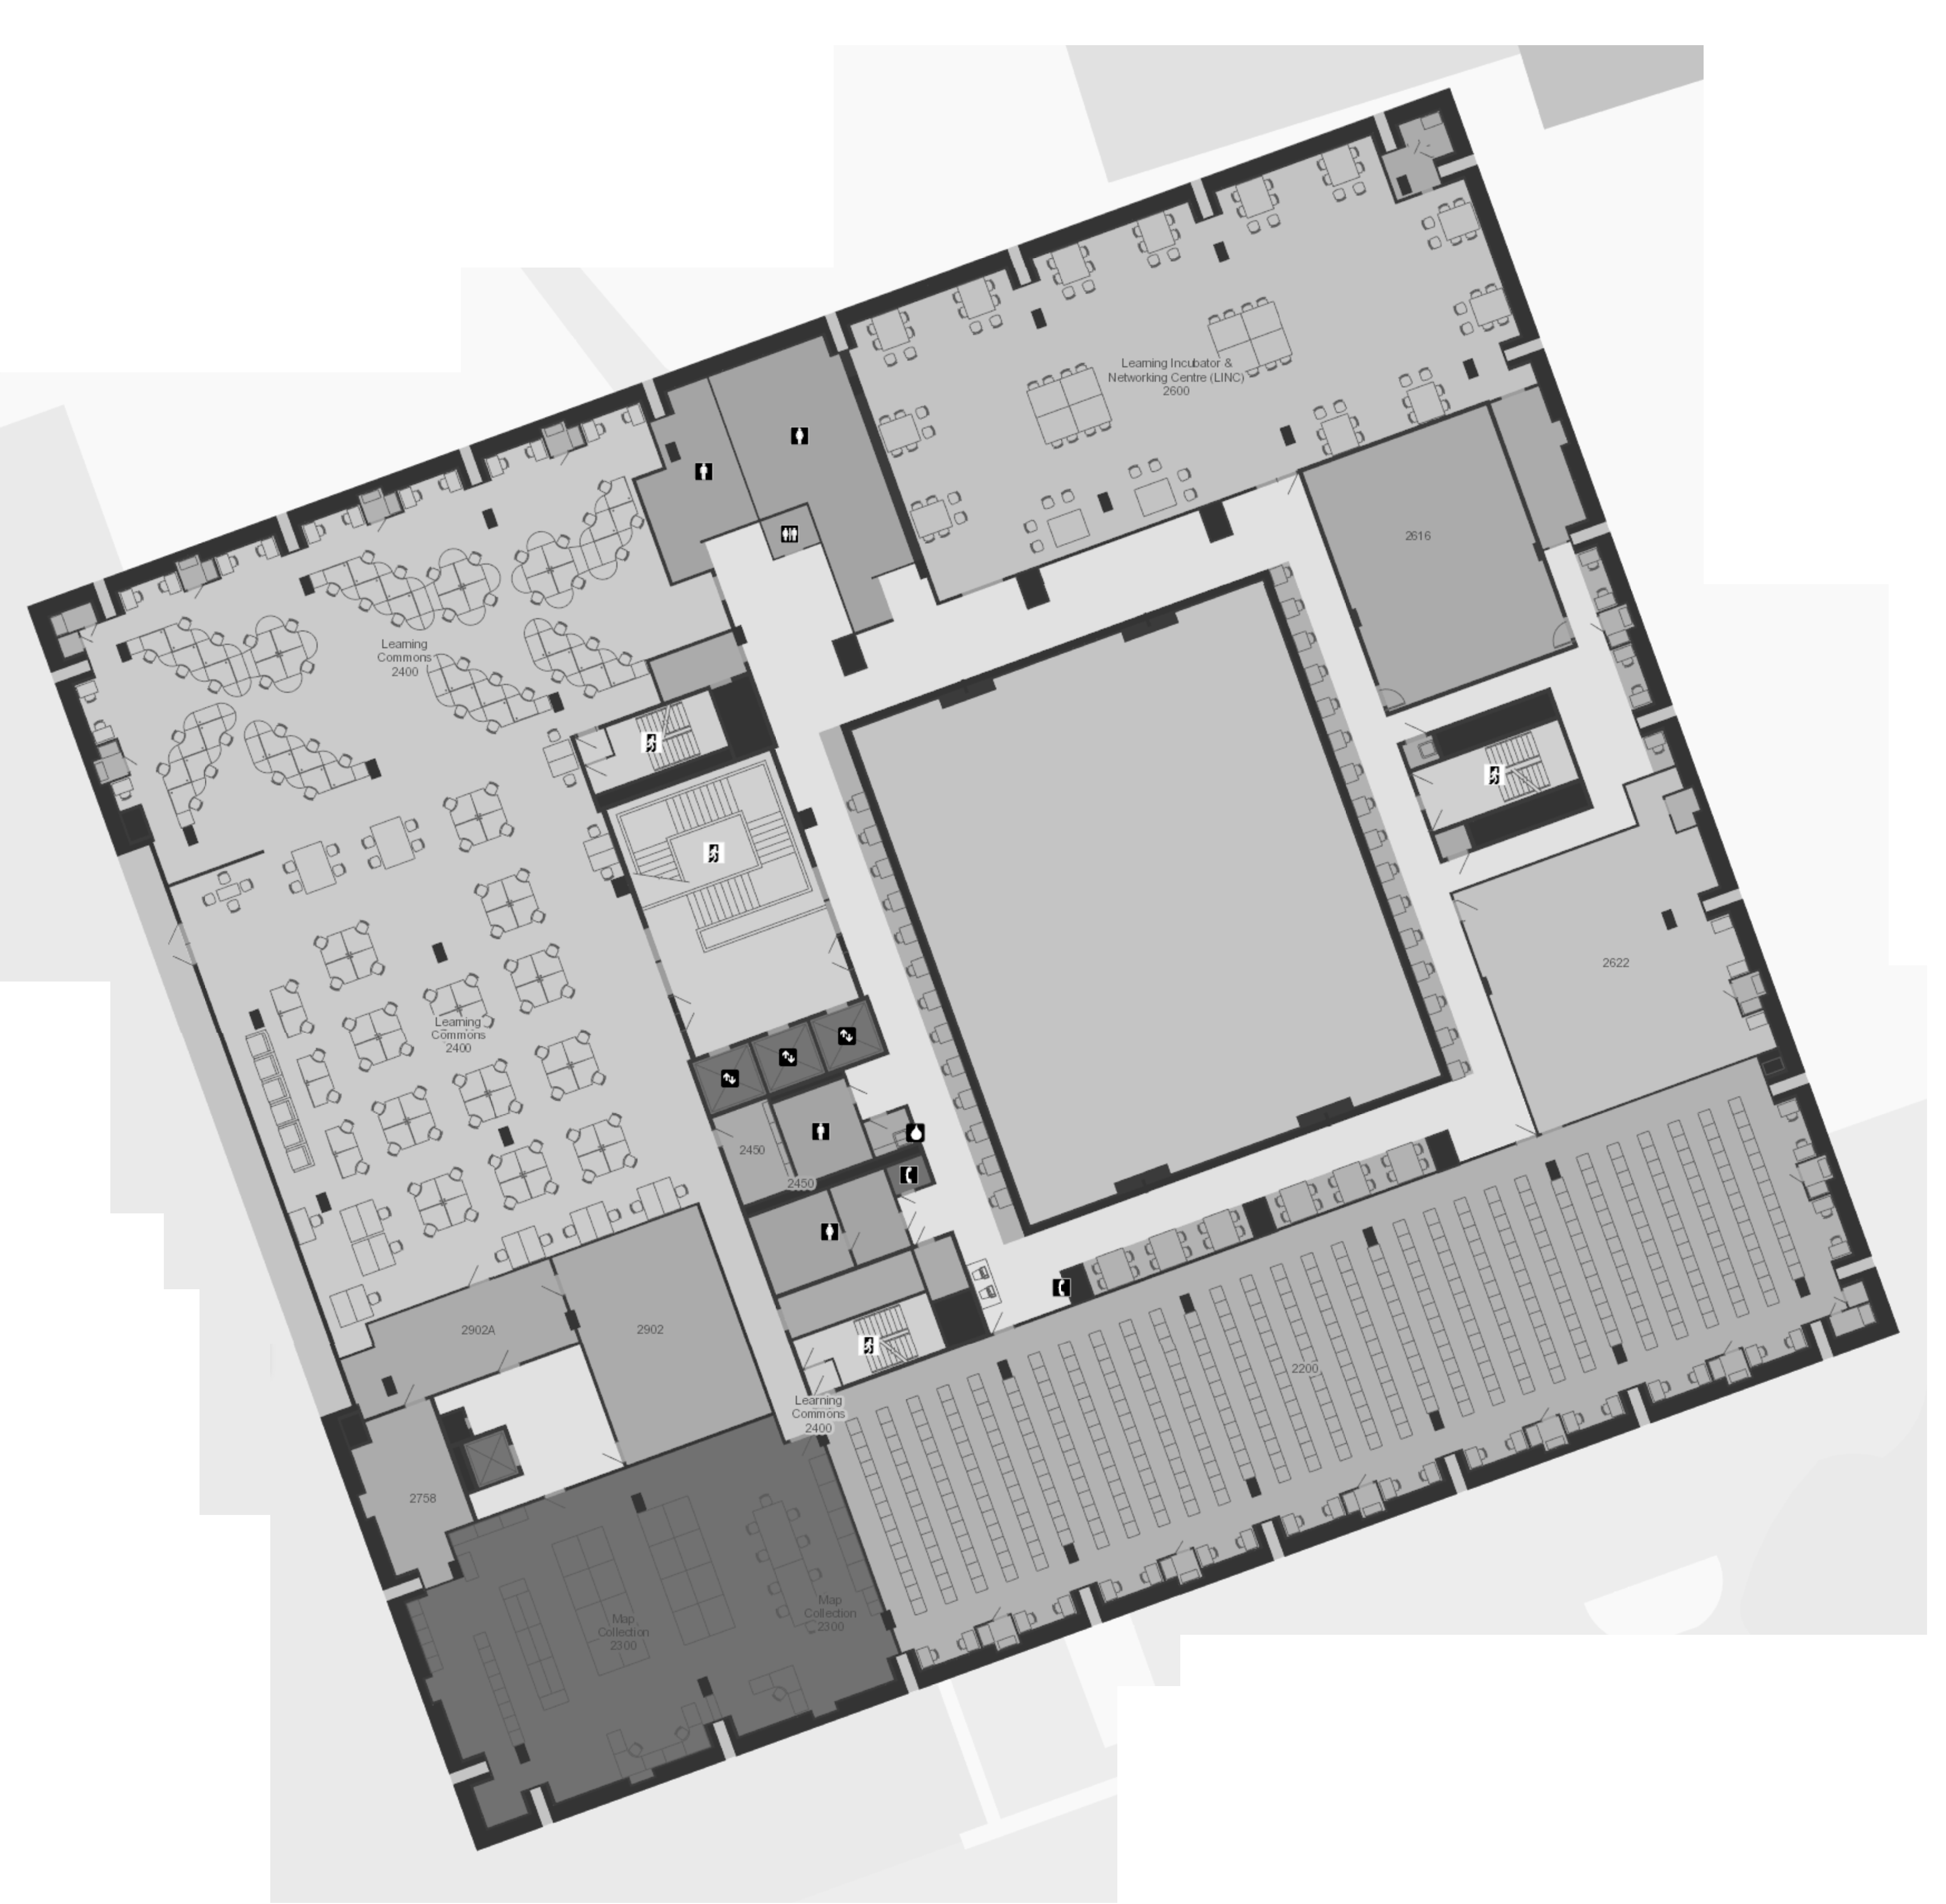 Learning Incubator &
Networking Centre (LINC)
2600
2616
Learning
Commons
2400
2622
Learning
Commons
2400
2450
2450
2902A
2902
2200
Learning
Commons
2400
2758
Map
Collection
2300
Map
Collection
2300